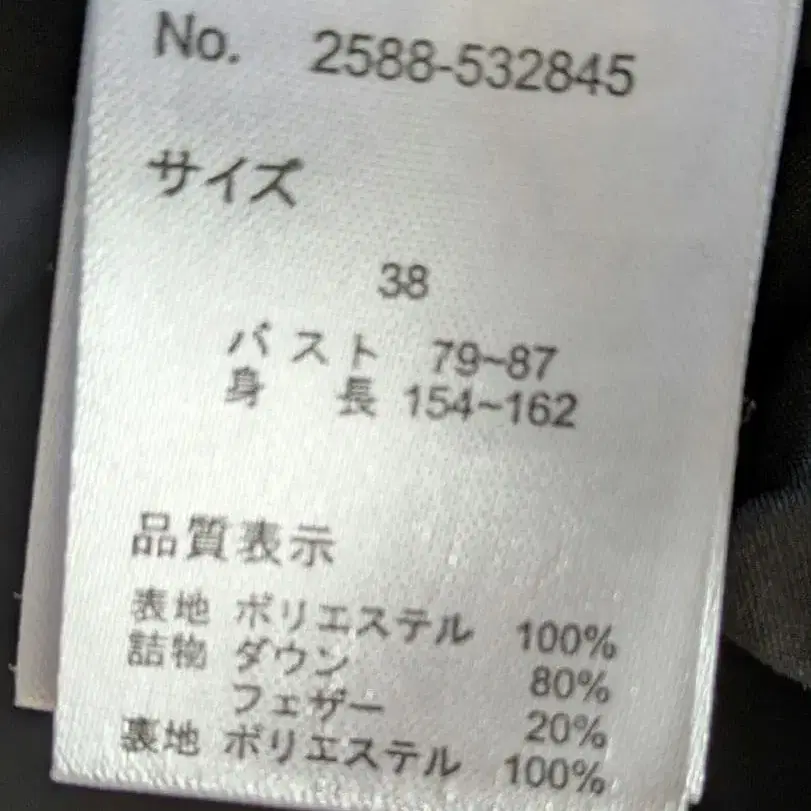 No. 2588-532845
サイズ
38
バスト 79~87
身長 154~162
品質表示
表地 ポリエステル 100%
詰物 ダウン 80%
フェザー 20%
裏地 ポリエステル 100%